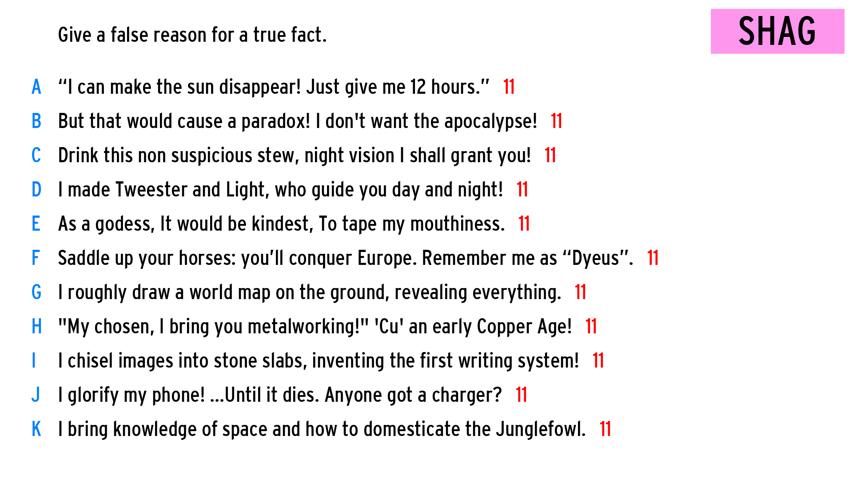 Give a false reason for a true fact.
SHAG
A “I can make the sun disappear! Just give me 12 hours.” 11
B But that would cause a paradox! I don't want the apocalypse! 11
C Drink this non suspicious stew, night vision I shall grant you! 11
D I made Tweester and Light, who guide you day and night! 11
E As a godess, It would be kindest, To tape my mouthiness. 11
F Saddle up your horses: you’ll conquer Europe. Remember me as “Dyeus”. 11
G I roughly draw a world map on the ground, revealing everything. 11
H "My chosen, I bring you metalworking!" 'Cu' an early Copper Age! 11
I I chisel images into stone slabs, inventing the first writing system! 11
J I glorify my phone! ...Until it dies. Anyone got a charger? 11
K I bring knowledge of space and how to domesticate the Junglefowl. 11